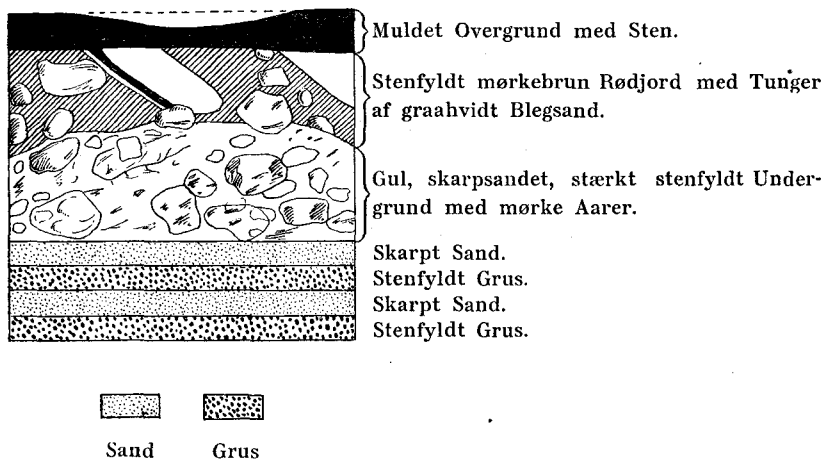 Muldet Overgrund med Sten.
Stenfyldt mørkebrun Rødjord med Tunger
af graahvidt Blegsand.
Gul, skarpsandet, stærkt stenfyldt Under-
grund med mørke Aarer.
Skarpt Sand.
Stenfyldt Grus.
Skarpt Sand.
Stenfyldt Grus.
Sand
Grus